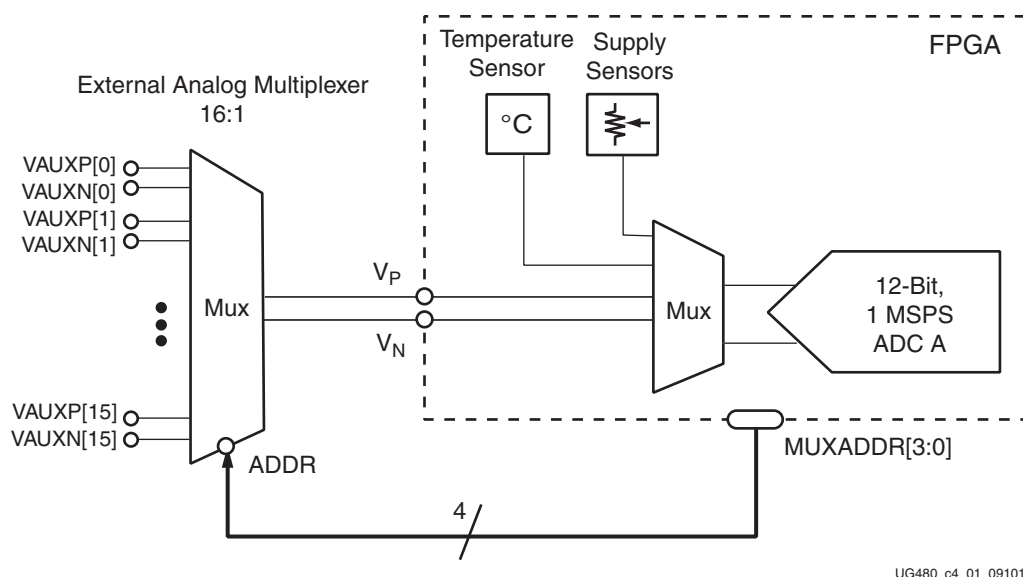 Temperature
Sensor
Supply
Sensors
FPGA
External Analog Multiplexer
16:1
°C
VAUXP[0]
VAUXN[0]
VAUXP[1]
VAUXN[1]
Mux
VP
VN
Mux
12-Bit,
1 MSPS
ADC A
VAUXP[15]
VAUXN[15]
ADDR
MUXADDR[3:0]
4
UG480_c4_01_09101